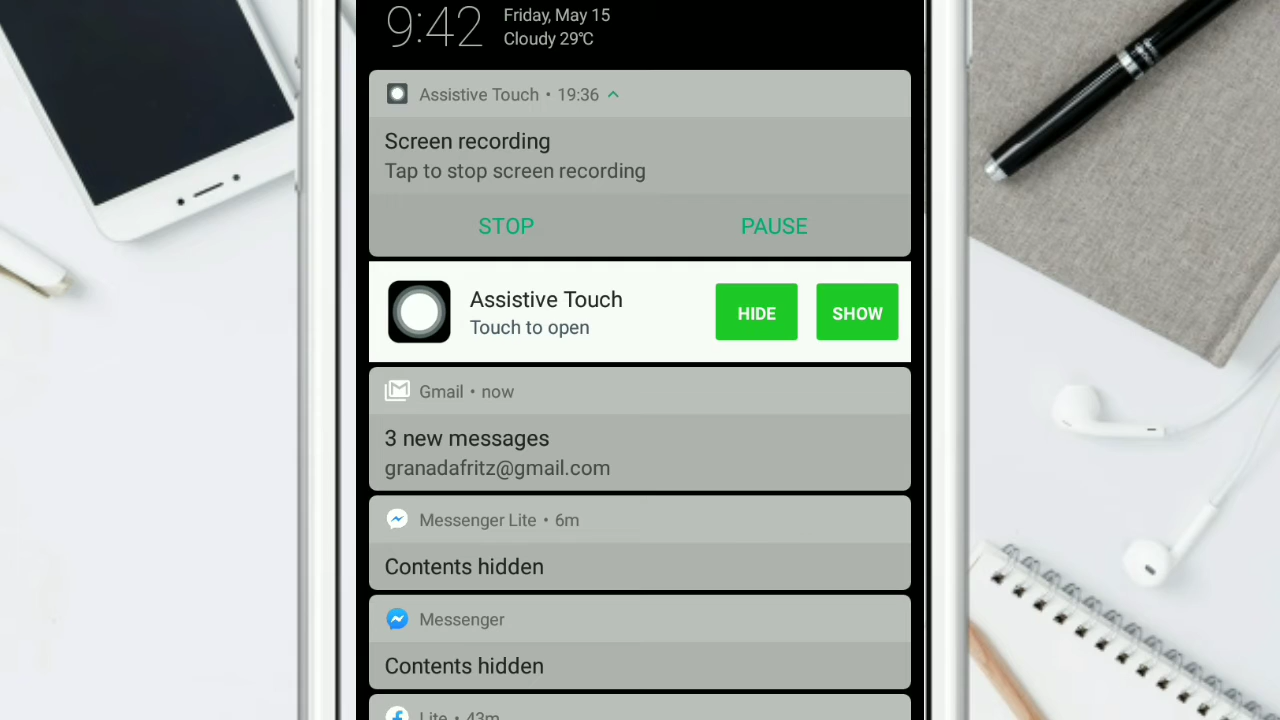 9:42
Friday, May 15
Cloudy 29°C
Assistive Touch • 19:36
Screen recording
Tap to stop screen recording
STOP PAUSE
Assistive Touch
Touch to open
HIDE SHOW
Gmail • now
3 new messages
granadafritz@gmail.com
Messenger Lite • 6m
Contents hidden
Messenger
Contents hidden
Lite • 43m